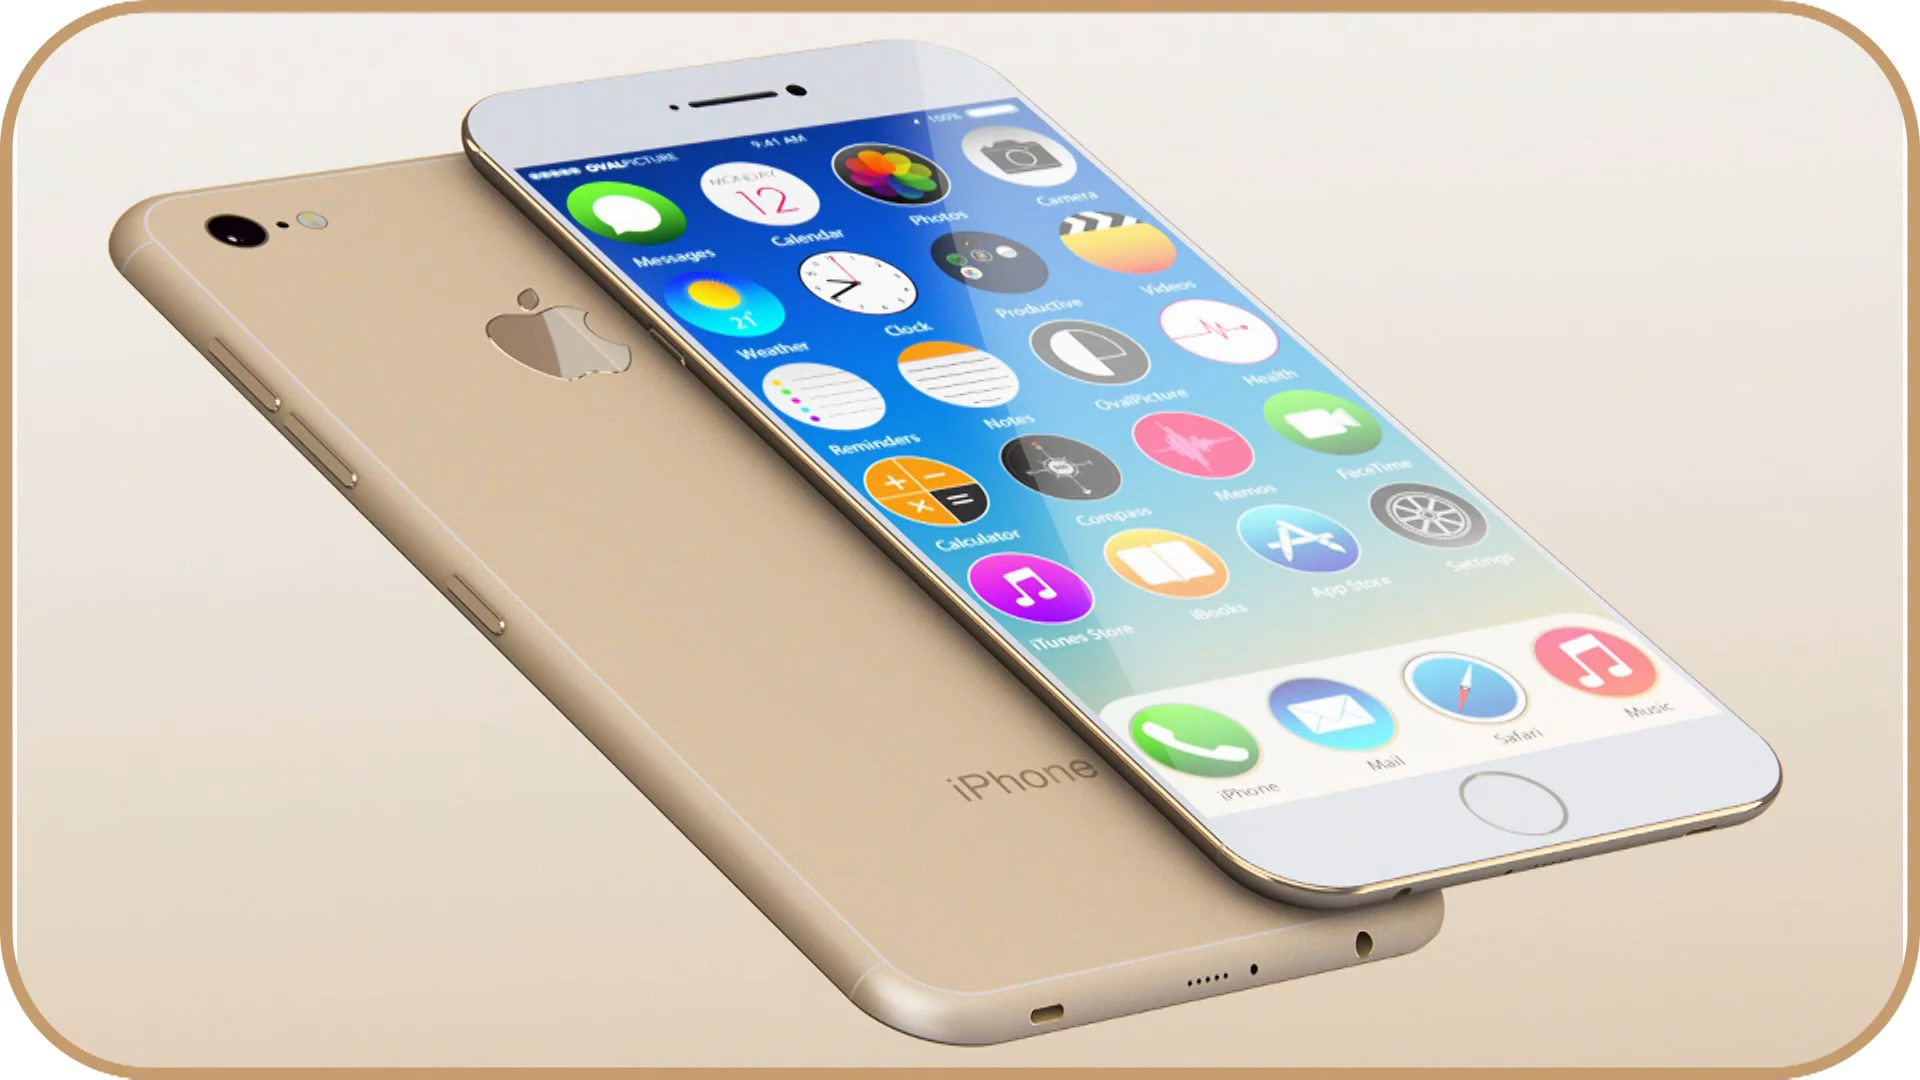 OVALPICTURE 9:41 AM 100%
MONDAY
12
Messages Calendar Photos Camera
21°
Weather Clock Productive Videos
Reminders Notes OvalPicture Health
Calculator Compass Memos FaceTime
iTunes Store iBooks App Store Settings
iPhone Mail Safari Music
iPhone